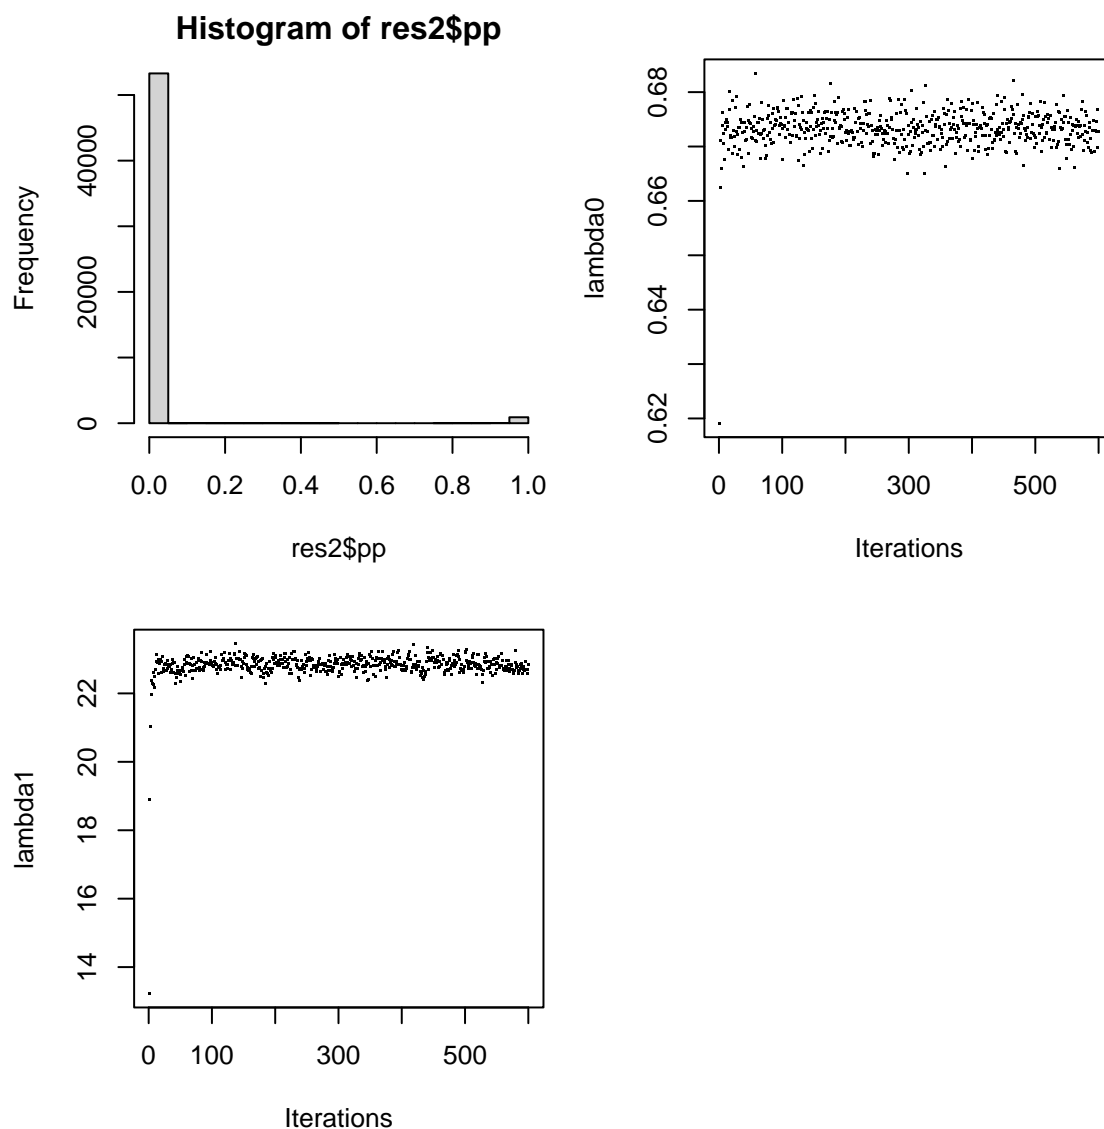 Histogram of res2$pp
Frequency
0
20000
40000
0.0 0.2 0.4 0.6 0.8 1.0
res2$pp
lambda0
0.62
0.64
0.66
0.68
0 100 300 500
Iterations
lambda1
14
16
18
20
22
0 100 300 500
Iterations